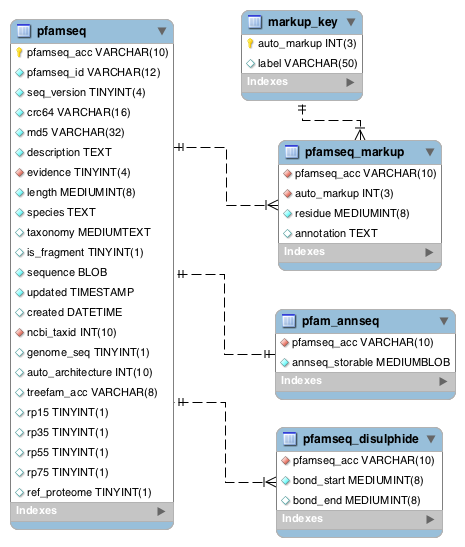 pfamseq
pfamseq_acc VARCHAR(10)
pfamseq_id VARCHAR(12)
seq_version TINYINT(4)
crc64 VARCHAR(16)
md5 VARCHAR(32)
description TEXT
evidence TINYINT(4)
length MEDIUMINT(8)
species TEXT
taxonomy MEDIUMTEXT
is_fragment TINYINT(1)
sequence BLOB
updated TIMESTAMP
created DATETIME
ncbi_taxid INT(10)
genome_seq TINYINT(1)
auto_architecture INT(10)
treefam_acc VARCHAR(8)
rp15 TINYINT(1)
rp35 TINYINT(1)
rp55 TINYINT(1)
rp75 TINYINT(1)
ref_proteome TINYINT(1)
Indexes
markup_key
auto_markup INT(3)
label VARCHAR(50)
Indexes
pfamseq_markup
pfamseq_acc VARCHAR(10)
auto_markup INT(3)
residue MEDIUMINT(8)
annotation TEXT
Indexes
pfam_annseq
pfamseq_acc VARCHAR(10)
annseq_storable MEDIUMBLOB
Indexes
pfamseq_disulphide
pfamseq_acc VARCHAR(10)
bond_start MEDIUMINT(8)
bond_end MEDIUMINT(8)
Indexes